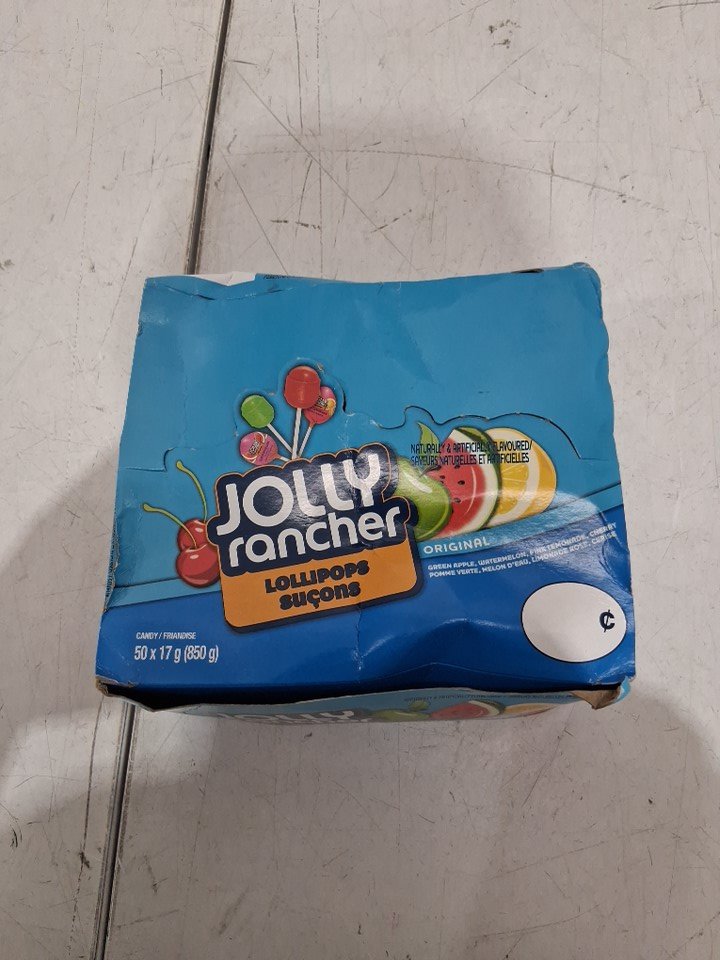 NATURALLY & ARTIFICIALLY FLAVOURED/
SAVEURS NATURELLES ET ARTIFICIELLES
JOLLY
rancher
LOLLIPOPS
suçons
ORIGINAL
GREEN APPLE, WATERMELON, PINK LEMONADE, CHERRY
POMME VERTE, MELON D'EAU, LIMONADE ROSE, CERISE
¢
CANDY / FRIANDISE
50 x 17 g (850 g)
JOLLY